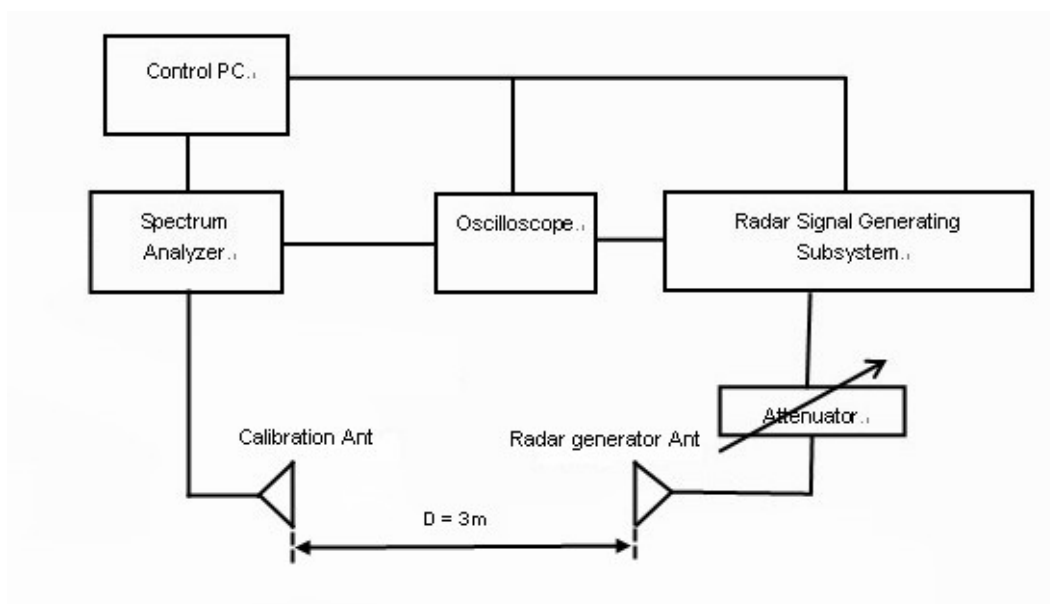 Control PC
Spectrum
Analyzer
Oscilloscope
Radar Signal Generating
Subsystem
Attenuator
Calibration Ant
Radar generator Ant
D = 3m